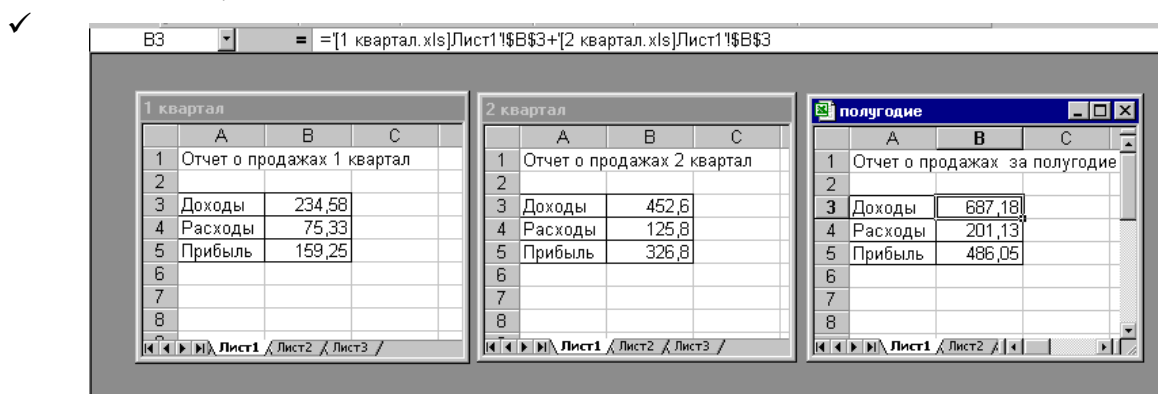 ✓
B3 = ='[1 квартал.xls]Лист1'!$B$3+'[2 квартал.xls]Лист1'!$B$3
1 квартал
A B C
1 Отчет о продажах 1 квартал
2
3 Доходы 234,58
4 Расходы 75,33
5 Прибыль 159,25
6
7
8
Лист1 Лист2 Лист3
2 квартал
A B C
1 Отчет о продажах 2 квартал
2
3 Доходы 452,6
4 Расходы 125,8
5 Прибыль 326,8
6
7
8
Лист1 Лист2 Лист3
полугодие
A B C
1 Отчет о продажах за полугодие
2
3 Доходы 687,18
4 Расходы 201,13
5 Прибыль 486,05
6
7
8
Лист1 Лист2